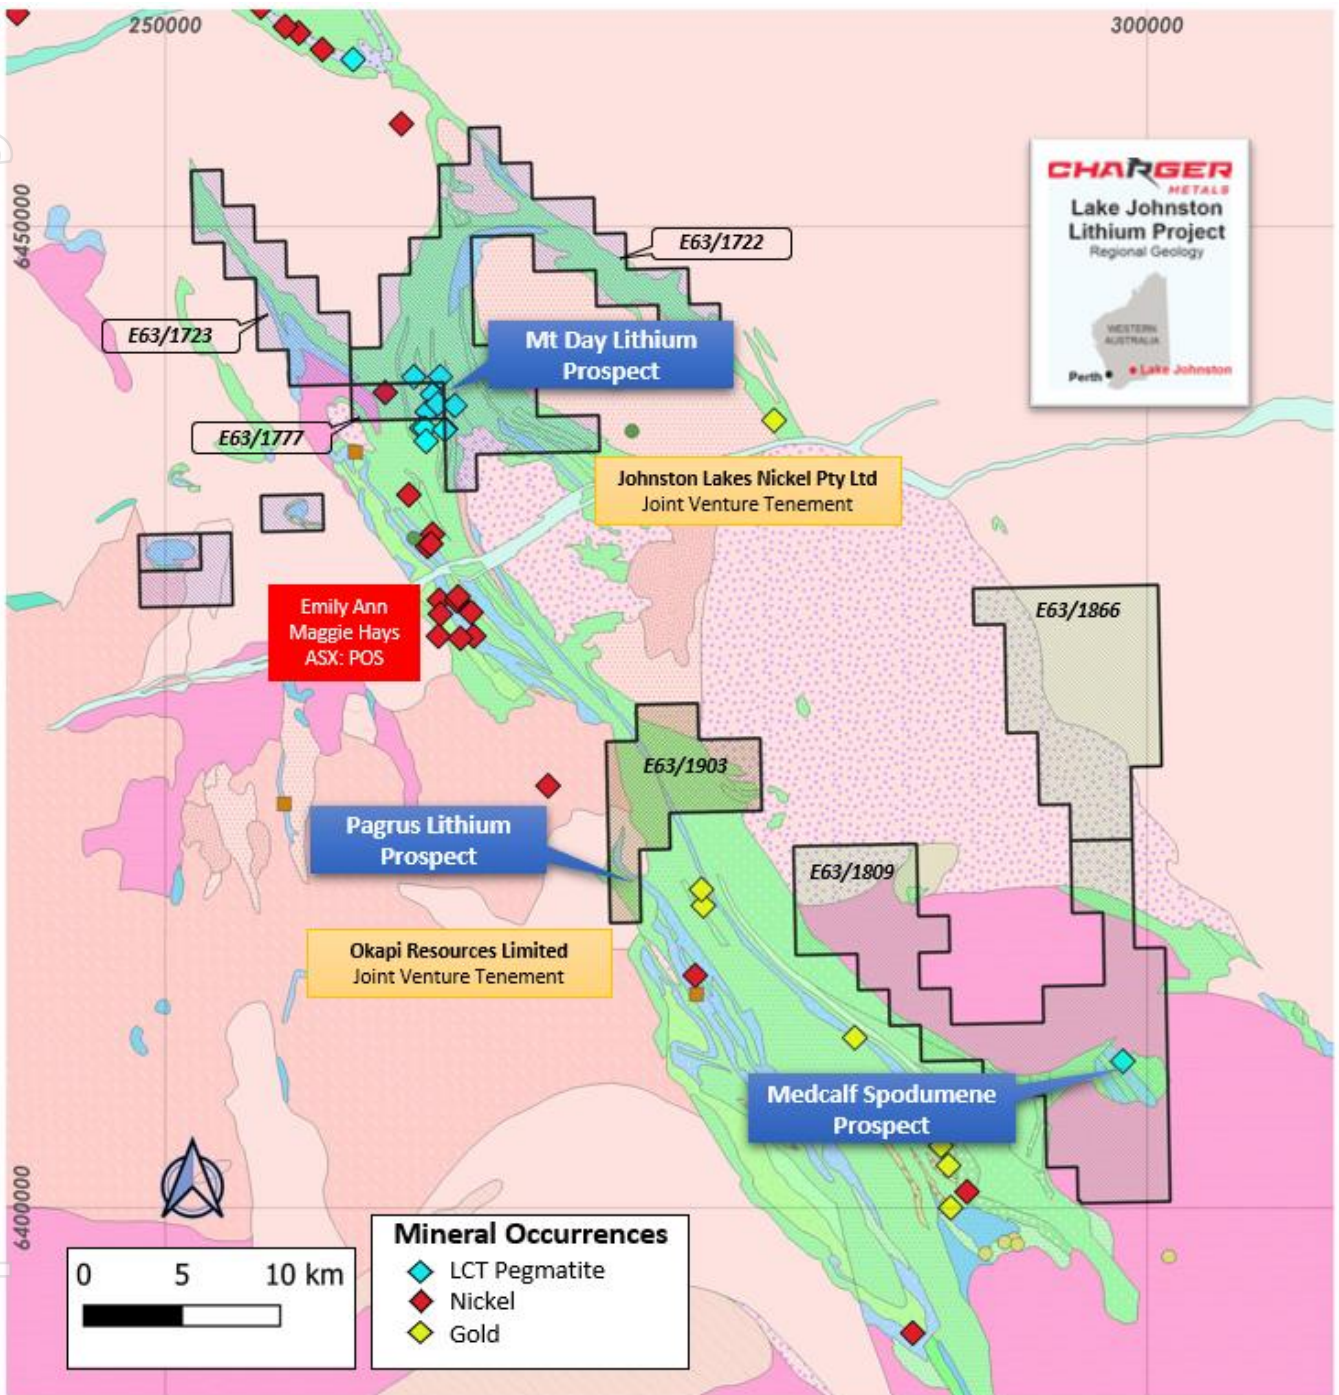 250000
300000
6450000
CHARGER
METALS
Lake Johnston
Lithium Project
Regional Geology
WESTERN
AUSTRALIA
Perth
Lake Johnston
E63/1722
E63/1723
Mt Day Lithium
Prospect
E63/1777
Johnston Lakes Nickel Pty Ltd
Joint Venture Tenement
Emily Ann
Maggie Hays
ASX: POS
E63/1866
E63/1903
Pagrus Lithium
Prospect
E63/1809
Okapi Resources Limited
Joint Venture Tenement
Medcalf Spodumene
Prospect
6400000
0 5 10 km
Mineral Occurrences
LCT Pegmatite
Nickel
Gold